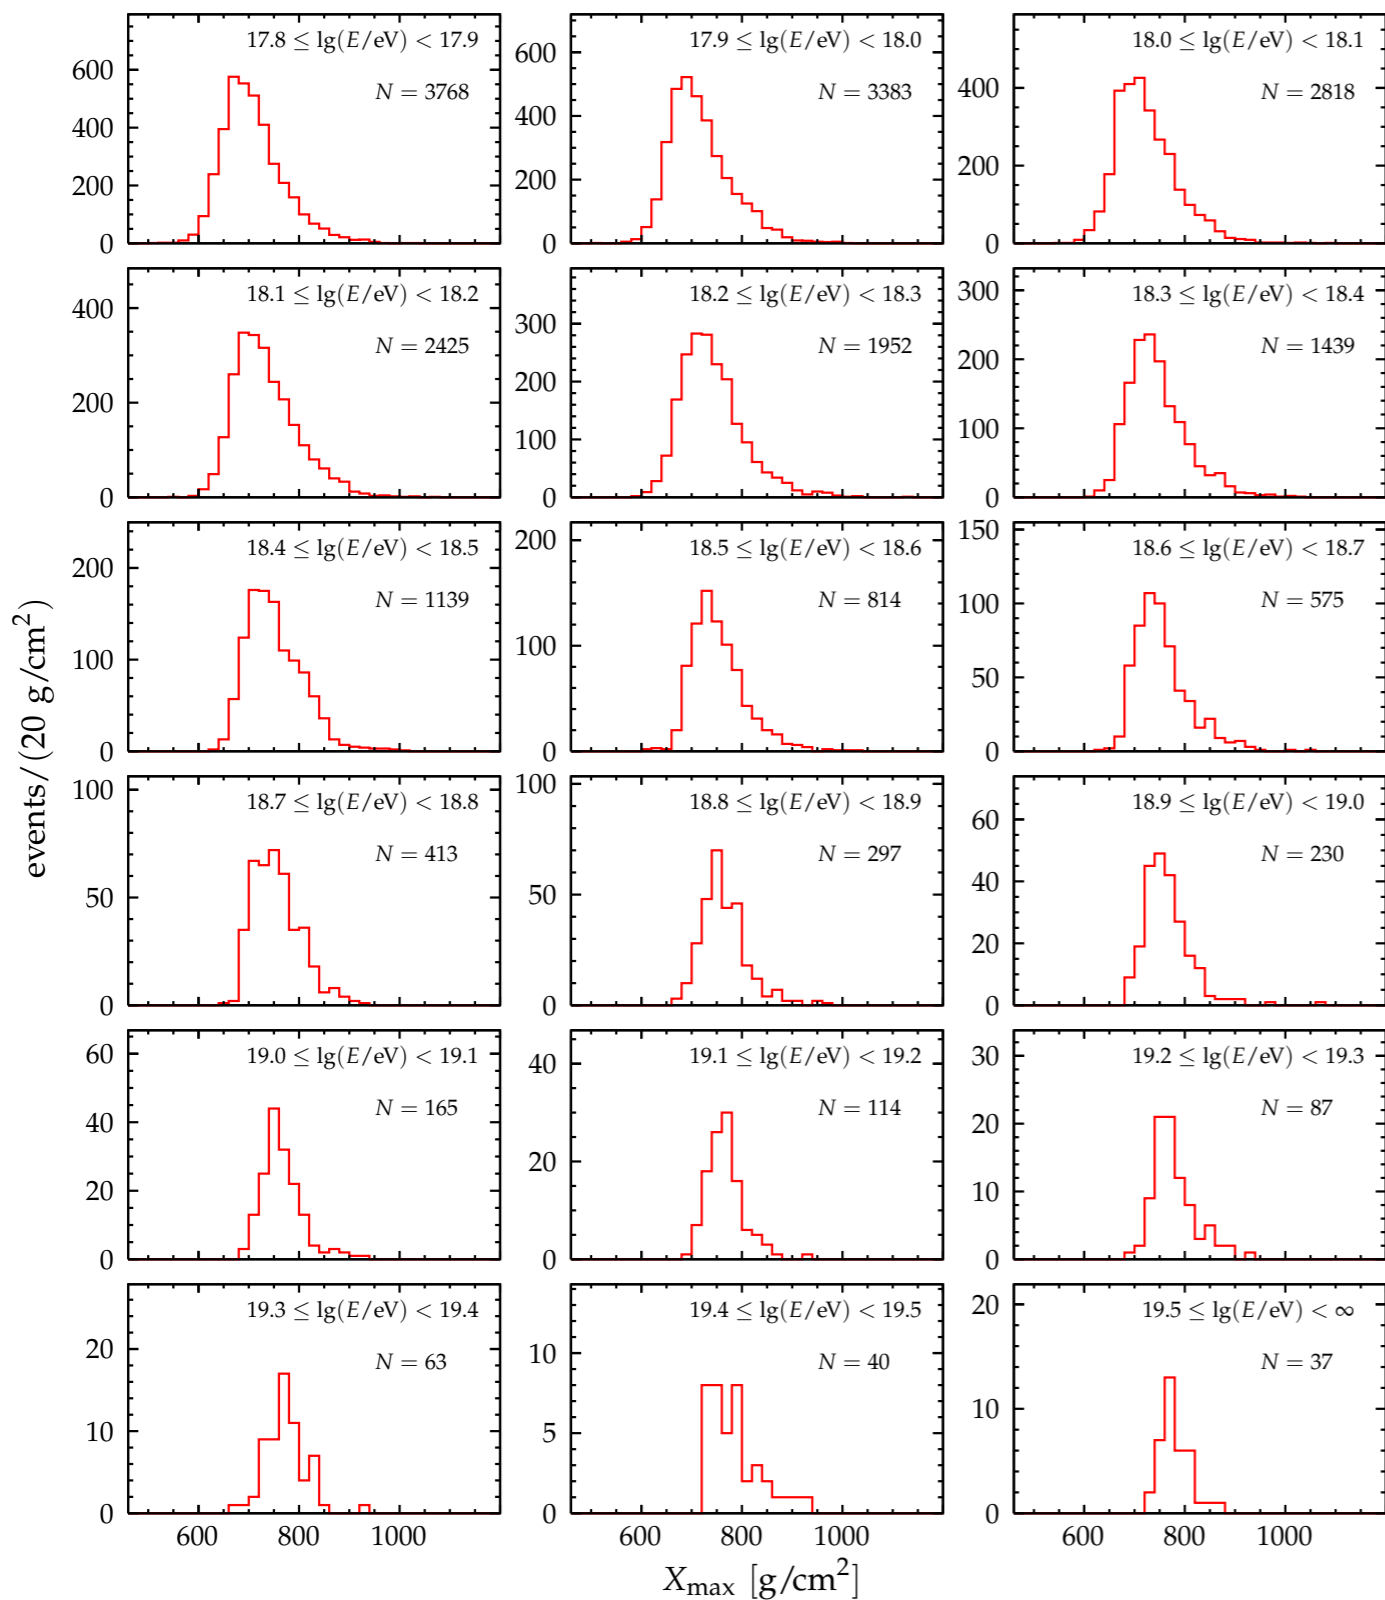 17.8 ≤ lg(E/eV) < 17.9
N = 3768
600
400
200
0
17.9 ≤ lg(E/eV) < 18.0
N = 3383
600
400
200
0
18.0 ≤ lg(E/eV) < 18.1
N = 2818
400
200
0
18.1 ≤ lg(E/eV) < 18.2
N = 2425
400
200
0
18.2 ≤ lg(E/eV) < 18.3
N = 1952
300
200
100
0
18.3 ≤ lg(E/eV) < 18.4
N = 1439
300
200
100
0
18.4 ≤ lg(E/eV) < 18.5
N = 1139
200
100
0
18.5 ≤ lg(E/eV) < 18.6
N = 814
200
100
0
18.6 ≤ lg(E/eV) < 18.7
N = 575
150
100
50
0
events/(20 g/cm²)
18.7 ≤ lg(E/eV) < 18.8
N = 413
100
50
0
18.8 ≤ lg(E/eV) < 18.9
N = 297
100
50
0
18.9 ≤ lg(E/eV) < 19.0
N = 230
60
40
20
0
19.0 ≤ lg(E/eV) < 19.1
N = 165
60
40
20
0
19.1 ≤ lg(E/eV) < 19.2
N = 114
40
20
0
19.2 ≤ lg(E/eV) < 19.3
N = 87
30
20
10
0
19.3 ≤ lg(E/eV) < 19.4
N = 63
20
10
0
19.4 ≤ lg(E/eV) < 19.5
N = 40
10
5
0
19.5 ≤ lg(E/eV) < ∞
N = 37
20
10
0
600 800 1000
600 800 1000
600 800 1000
Xmax [g/cm²]